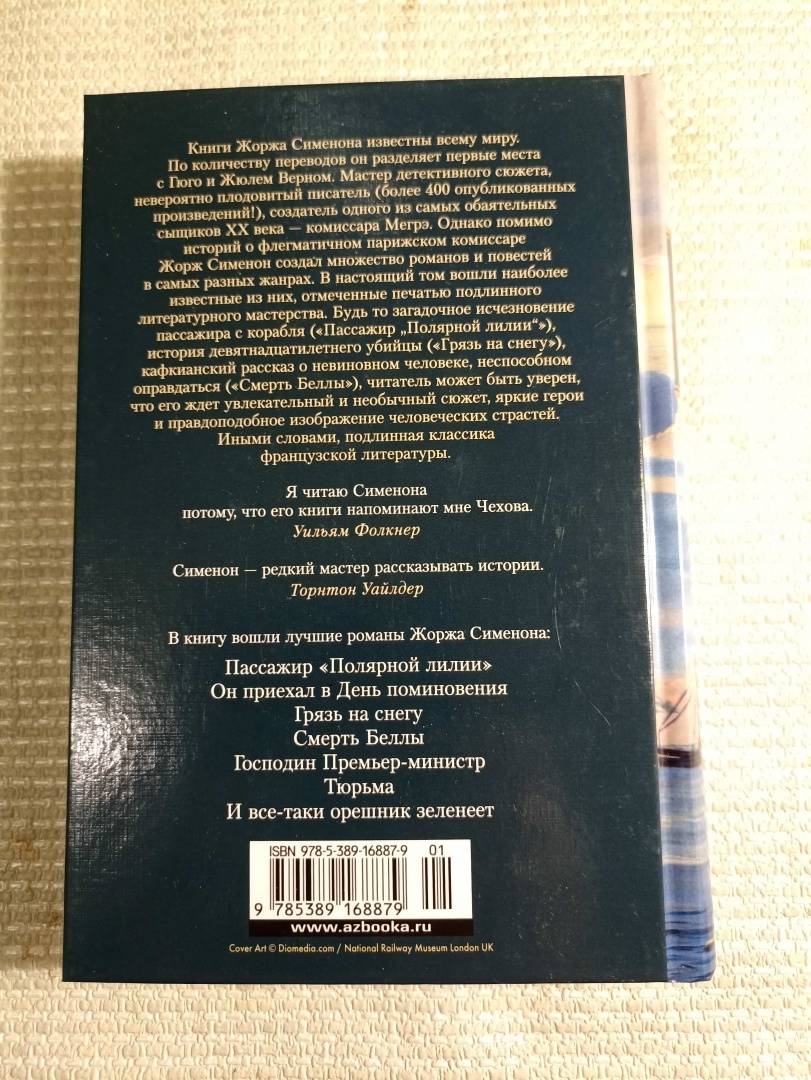 Книги Жоржа Сименона известны всему миру.
По количеству переводов он разделяет первые места
с Гюго и Жюлем Верном. Мастер детективного сюжета,
невероятно плодовитый писатель (более 400 опубликованных
произведений!), создатель одного из самых обаятельных
сыщиков XX века — комиссара Мегрэ. Однако помимо
историй о флегматичном парижском комиссаре
Жорж Сименон создал множество романов и повестей
в самых разных жанрах. В настоящий том вошли наиболее
известные из них, отмеченные печатью подлинного
литературного мастерства. Будь то загадочное исчезновение
пассажира с корабля («Пассажир „Полярной лилии“»),
история девятнадцатилетнего убийцы («Грязь на снегу»),
кафкианский рассказ о невиновном человеке, неспособном
оправдаться («Смерть Беллы»), читатель может быть уверен,
что его ждет увлекательный и необычный сюжет, яркие герои
и правдоподобное изображение человеческих страстей.
Иными словами, подлинная классика
французской литературы.
Я читаю Сименона
потому, что его книги напоминают мне Чехова.
Уильям Фолкнер
Сименон — редкий мастер рассказывать истории.
Торнтон Уайлдер
В книгу вошли лучшие романы Жоржа Сименона:
Пассажир «Полярной лилии»
Он приехал в День поминовения
Грязь на снегу
Смерть Беллы
Господин Премьер-министр
Тюрьма
И все-таки орешник зеленеет
ISBN 978-5-389-16887-9 01
9 785389 168879
www.azbooka.ru
Cover Art © Diomedia.com / National Railway Museum London UK